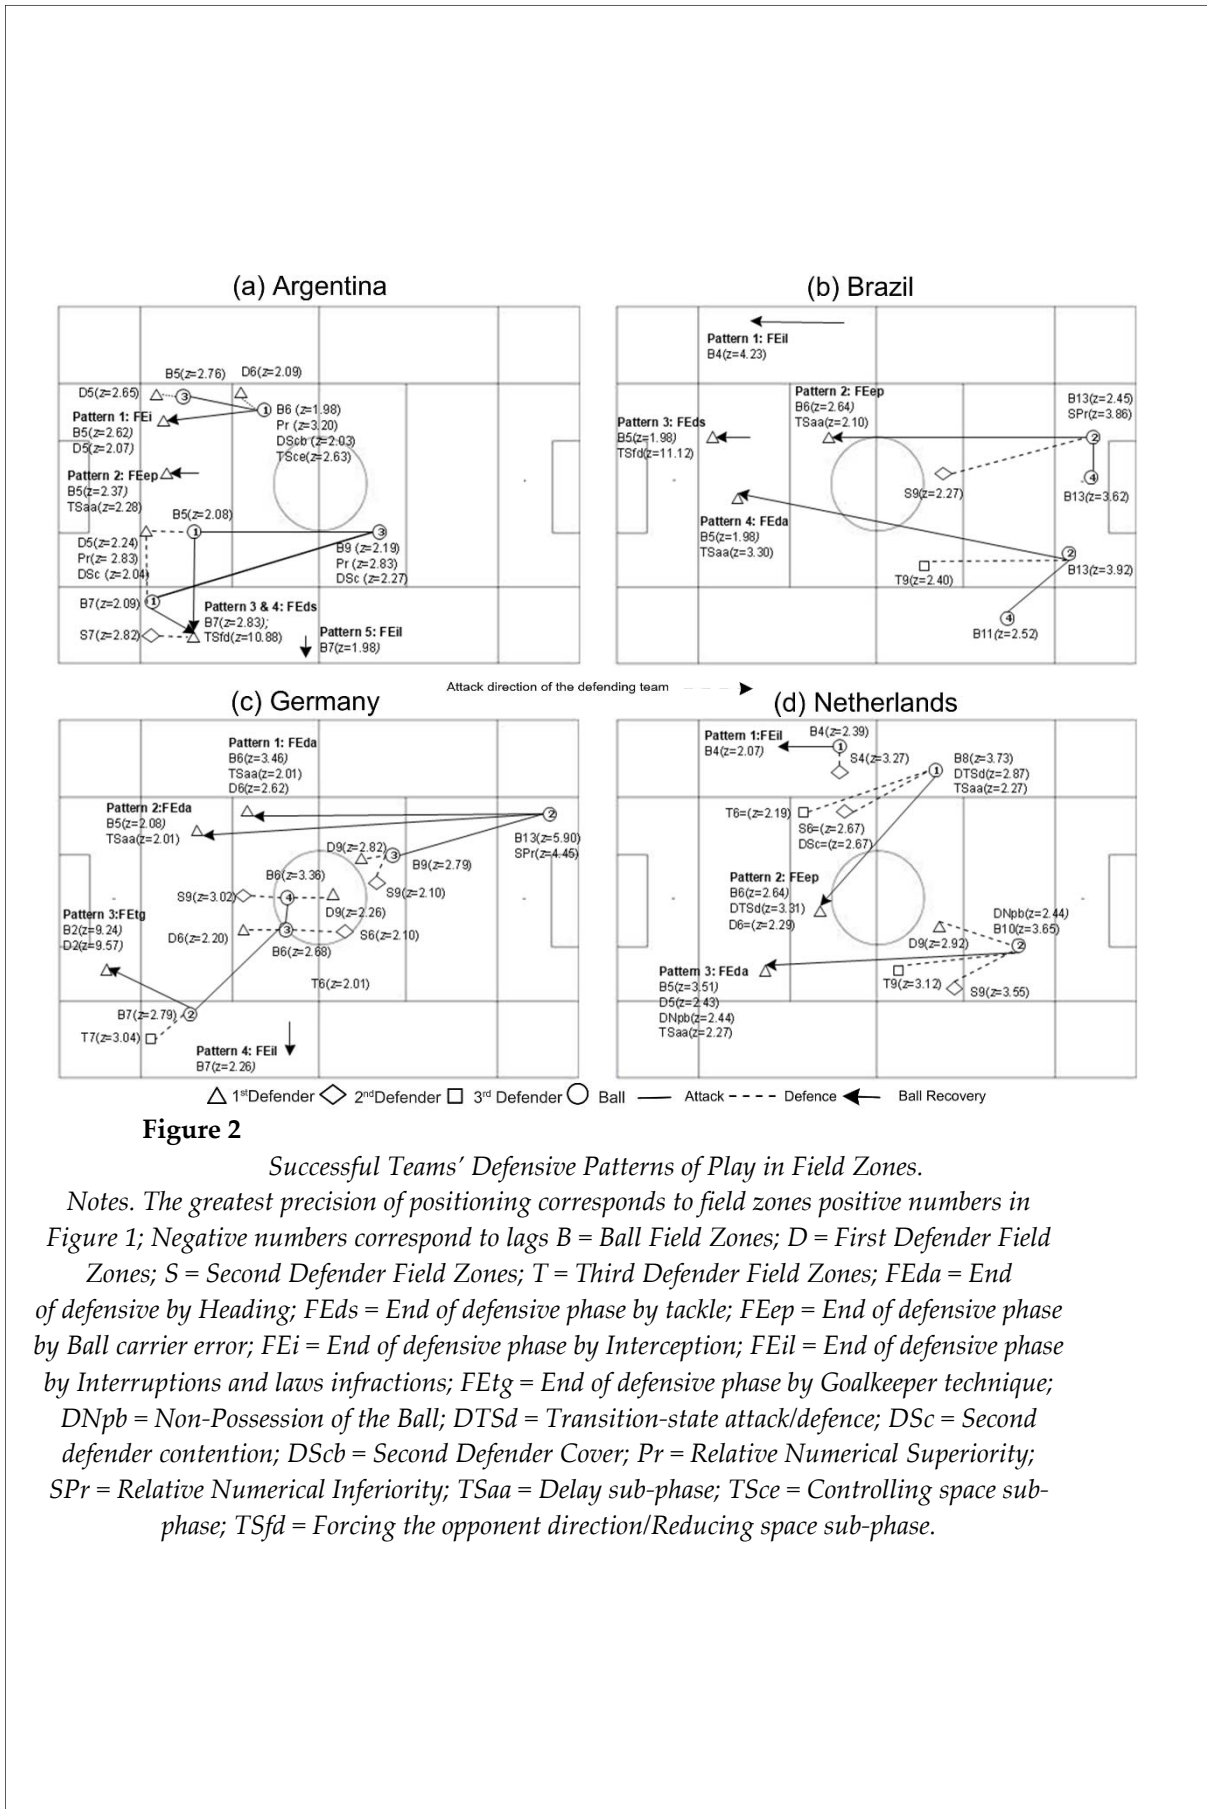 (a) Argentina
B5(z=2.76)
D6(z=2.09)
D5(z=2.65)
3
1
B6 (z=1.98)
Pr (z=3.20)
DScb (z=2.03)
TSce(z=2.63)
Pattern 1: FEi
B5(z=2.62)
D5(z=2.07)
Pattern 2: FEep
B5(z=2.37)
TSaa(z=2.28)
B5(z=2.08)
1
3
D5(z=2.24)
Pr(z= 2.83)
DSc (z=2.04)
B9 (z=2.19)
Pr (z=2.83)
DSc (z=2.27)
B7(z=2.09)
1
S7(z=2.82)
Pattern 3 & 4: FEds
B7(z=2.83);
TSfd(z=10.88)
Pattern 5: FEil
B7(z=1.98)
(b) Brazil
Pattern 1: FEil
B4(z=4.23)
Pattern 2: FEep
B6(z=2.64)
TSaa(z=2.10)
B13(z=2.45)
SPr(z=3.86)
2
Pattern 3: FEds
B5(z=1.98)
TSfd(z=11.12)
S9(z=2.27)
4
B13(z=3.62)
Pattern 4: FEda
B5(z=1.98)
TSaa(z=3.30)
2
B13(z=3.92)
T9(z=2.40)
4
B11(z=2.52)
Attack direction of the defending team
(c) Germany
Pattern 1: FEda
B6(z=3.46)
TSaa(z=2.01)
D6(z=2.62)
Pattern 2:FEda
B5(z=2.08)
TSaa(z=2.01)
2
B13(z=5.90)
SPr(z=4.45)
D9(z=2.82)
3
B9(z=2.79)
B6(z=3.36)
S9(z=3.02)
4
S9(z=2.10)
D9(z=2.26)
Pattern 3:FEtg
B2(z=9.24)
D2(z=9.57)
D6(z=2.20)
3
S6(z=2.10)
B6(z=2.68)
T6(z=2.01)
B7(z=2.79)
2
T7(z=3.04)
Pattern 4: FEil
B7(z=2.26)
(d) Netherlands
Pattern 1:FEil
B4(z=2.07)
B4(z=2.39)
1
S4(z=3.27)
1
B8(z=3.73)
DTSd(z=2.87)
TSaa(z=2.27)
T6=(z=2.19)
S6=(z=2.67)
DSc=(z=2.67)
Pattern 2: FEep
B6(z=2.64)
DTSd(z=3.31)
D6=(z=2.29)
DNpb(z=2.44)
B10(z=3.65)
D9(z=2.92)
2
Pattern 3: FEda
B5(z=3.51)
D5(z=2.43)
DNpb(z=2.44)
TSaa(z=2.27)
T9(z=3.12)
S9(z=3.55)
1stDefender 2ndDefender 3rd Defender Ball Attack Defence Ball Recovery
Figure 2
Successful Teams’ Defensive Patterns of Play in Field Zones.
Notes. The greatest precision of positioning corresponds to field zones positive numbers in
Figure 1; Negative numbers correspond to lags B = Ball Field Zones; D = First Defender Field
Zones; S = Second Defender Field Zones; T = Third Defender Field Zones; FEda = End
of defensive by Heading; FEds = End of defensive phase by tackle; FEep = End of defensive phase
by Ball carrier error; FEi = End of defensive phase by Interception; FEil = End of defensive phase
by Interruptions and laws infractions; FEtg = End of defensive phase by Goalkeeper technique;
DNpb = Non-Possession of the Ball; DTSd = Transition-state attack/defence; DSc = Second
defender contention; DScb = Second Defender Cover; Pr = Relative Numerical Superiority;
SPr = Relative Numerical Inferiority; TSaa = Delay sub-phase; TSce = Controlling space sub-
phase; TSfd = Forcing the opponent direction/Reducing space sub-phase.